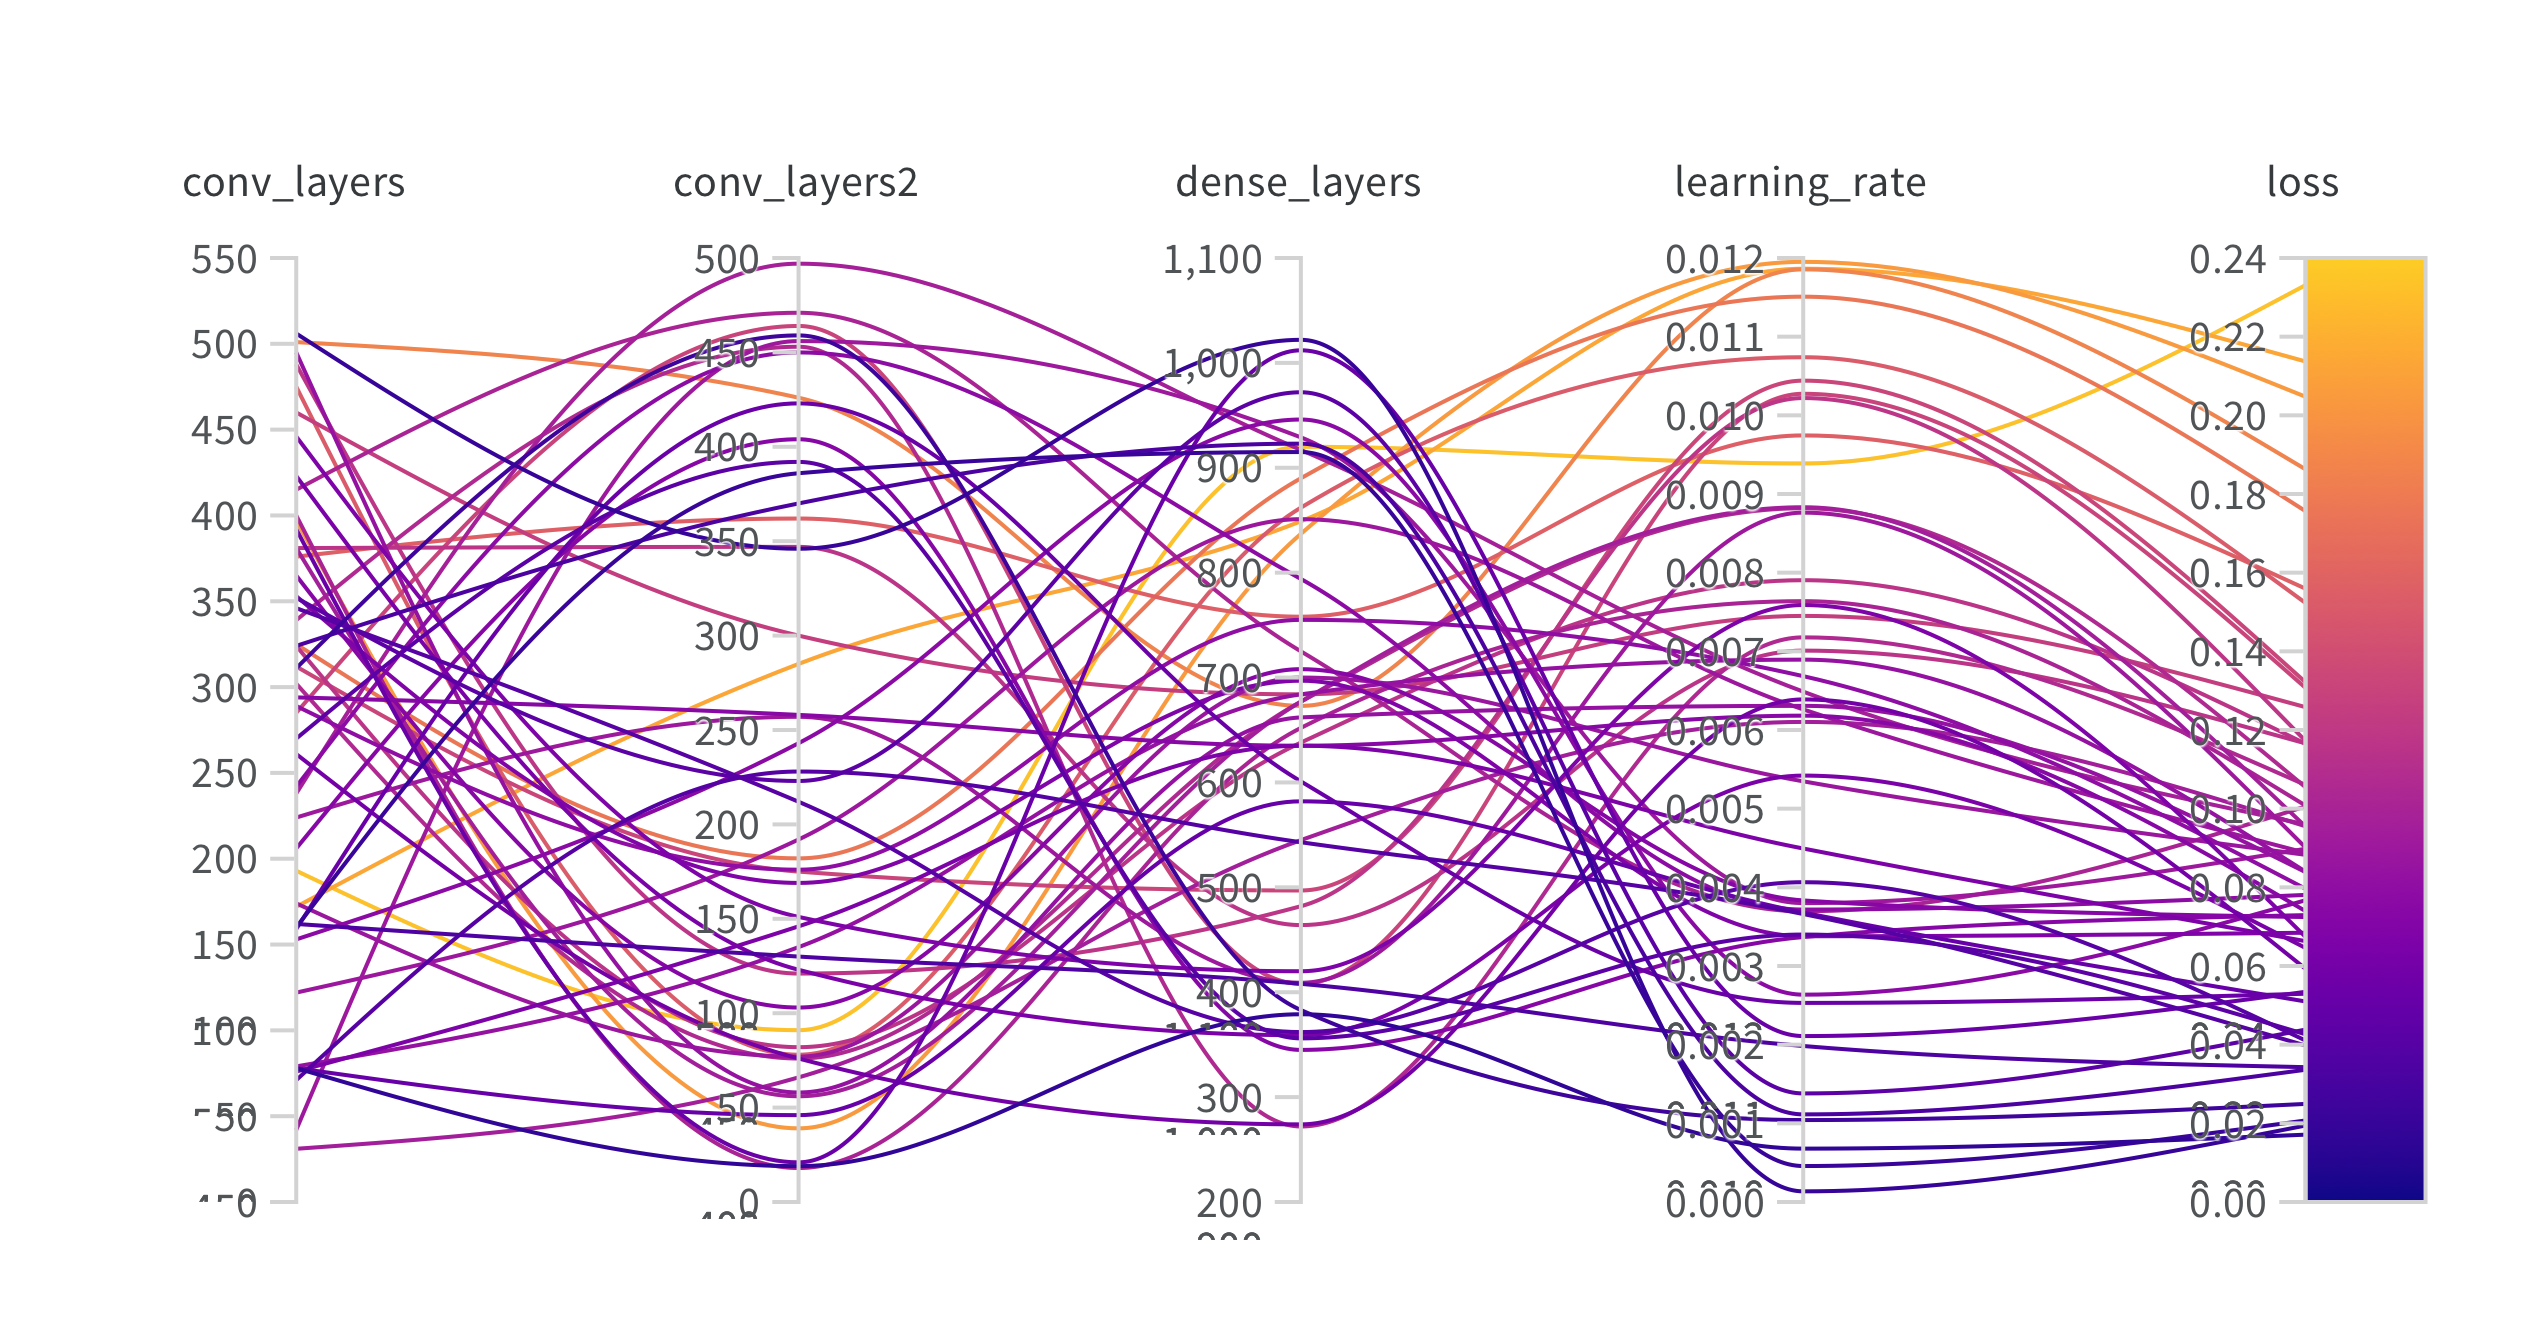 conv_layers conv_layers2 dense_layers learning_rate loss
550 500 1,100 0.012 0.24
500 450 1,000 0.011 0.22
450 400 900 0.010 0.20
400 350 800 0.009 0.18
350 300 700 0.008 0.16
300 250 600 0.007 0.14
250 200 500 0.006 0.12
200 150 400 0.005 0.10
150 100 300 0.004 0.08
100 50 200 0.003 0.06
50 0 0.002 0.04
0 0.001 0.02
0.000 0.00